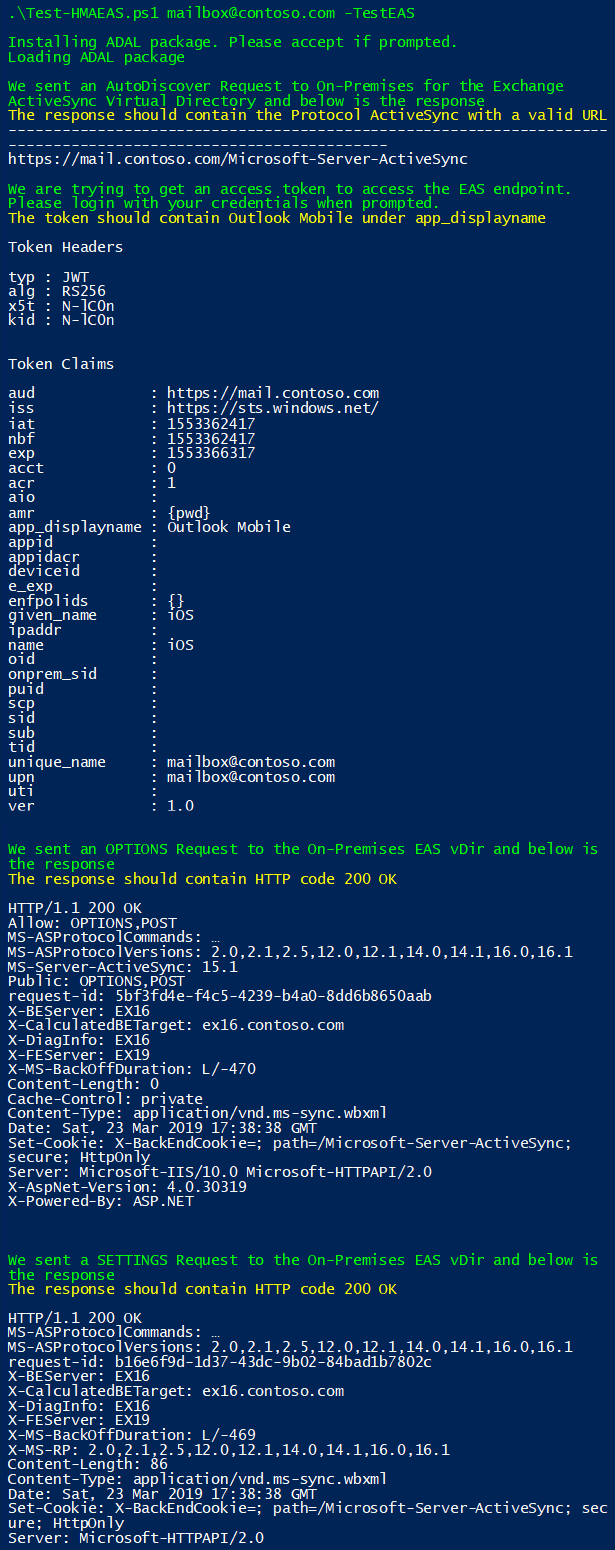 .\Test-HMAEAS.ps1 mailbox@contoso.com -TestEAS
Installing ADAL package. Please accept if prompted.
Loading ADAL package
We sent an AutoDiscover Request to On-Premises for the Exchange
ActiveSync Virtual Directory and below is the response
The response should contain the Protocol ActiveSync with a valid URL
--------------------------------------------------------------------
-------------------------------------------
https://mail.contoso.com/Microsoft-Server-ActiveSync
We are trying to get an access token to access the EAS endpoint.
Please login with your credentials when prompted.
The token should contain Outlook Mobile under app_displayname
Token Headers
typ : JWT
alg : RS256
x5t : N-lC0n
kid : N-lC0n
Token Claims
aud : https://mail.contoso.com
iss : https://sts.windows.net/
iat : 1553362417
nbf : 1553362417
exp : 1553366317
acct : 0
acr : 1
aio :
amr : {pwd}
app_displayname : Outlook Mobile
appid :
appidacr :
deviceid :
e_exp :
enfpolids : {}
given_name : iOS
ipaddr :
name : iOS
oid :
onprem_sid :
puid :
scp :
sid :
sub :
tid :
unique_name : mailbox@contoso.com
upn : mailbox@contoso.com
uti :
ver : 1.0
We sent an OPTIONS Request to the On-Premises EAS vDir and below is
the response
The response should contain HTTP code 200 OK
HTTP/1.1 200 OK
Allow: OPTIONS,POST
MS-ASProtocolCommands: …
MS-ASProtocolVersions: 2.0,2.1,2.5,12.0,12.1,14.0,14.1,16.0,16.1
MS-Server-ActiveSync: 15.1
Public: OPTIONS,POST
request-id: 5bf3fd4e-f4c5-4239-b4a0-8dd6b8650aab
X-BEServer: EX16
X-CalculatedBETarget: ex16.contoso.com
X-DiagInfo: EX16
X-FEServer: EX19
X-MS-BackOffDuration: L/-470
Content-Length: 0
Cache-Control: private
Content-Type: application/vnd.ms-sync.wbxml
Date: Sat, 23 Mar 2019 17:38:38 GMT
Set-Cookie: X-BackEndCookie=; path=/Microsoft-Server-ActiveSync;
secure; HttpOnly
Server: Microsoft-IIS/10.0 Microsoft-HTTPAPI/2.0
X-AspNet-Version: 4.0.30319
X-Powered-By: ASP.NET
We sent a SETTINGS Request to the On-Premises EAS vDir and below is
the response
The response should contain HTTP code 200 OK
HTTP/1.1 200 OK
MS-ASProtocolCommands: …
MS-ASProtocolVersions: 2.0,2.1,2.5,12.0,12.1,14.0,14.1,16.0,16.1
request-id: b16e6f9d-1d37-43dc-9b02-84bad1b7802c
X-BEServer: EX16
X-CalculatedBETarget: ex16.contoso.com
X-DiagInfo: EX16
X-FEServer: EX19
X-MS-BackOffDuration: L/-469
X-MS-RP: 2.0,2.1,2.5,12.0,12.1,14.0,14.1,16.0,16.1
Content-Length: 86
Content-Type: application/vnd.ms-sync.wbxml
Date: Sat, 23 Mar 2019 17:38:38 GMT
Set-Cookie: X-BackEndCookie=; path=/Microsoft-Server-ActiveSync; sec
ure; HttpOnly
Server: Microsoft-HTTPAPI/2.0